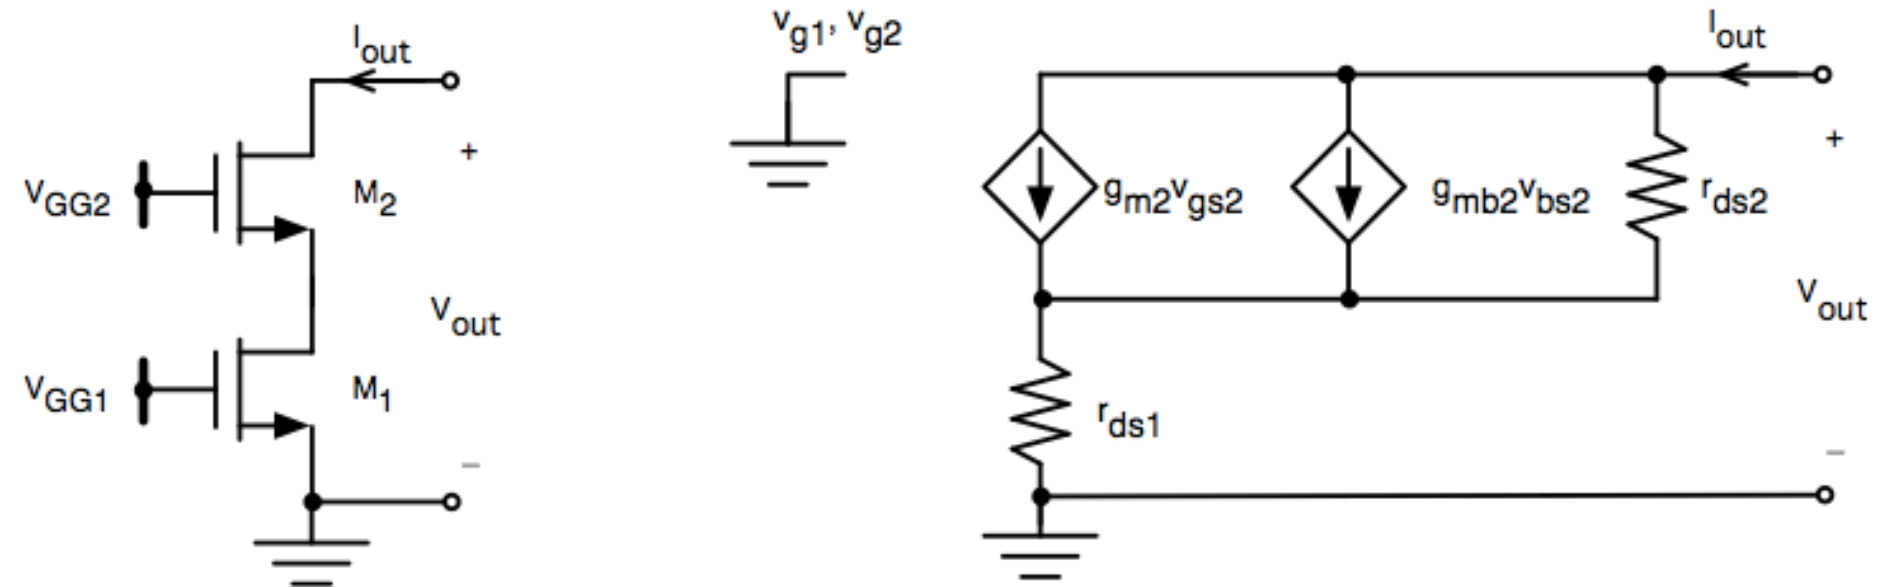 Iout
+
VGG2
M2
Vout
VGG1
M1
–
vg1, vg2
Iout
+
gm2vgs2
gmb2vbs2
rds2
Vout
rds1
–